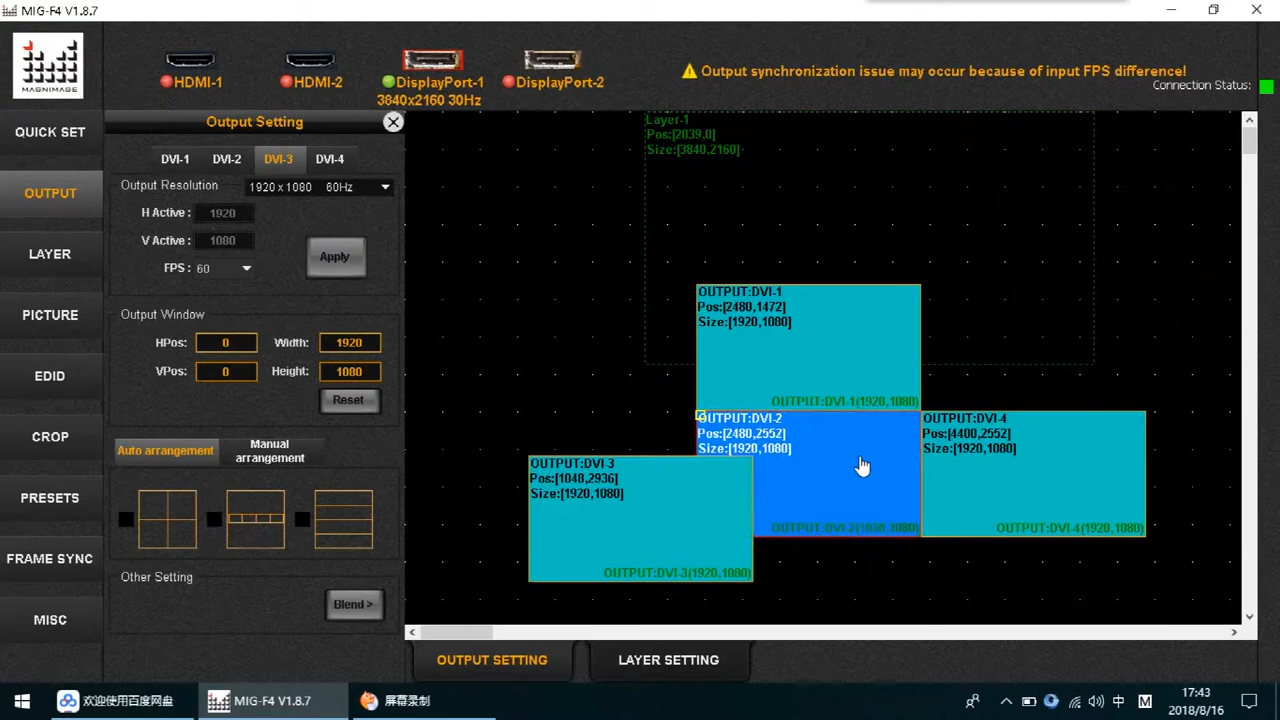 MIG-F4 V1.8.7
MAGNIMAGE
HDMI-1
HDMI-2
DisplayPort-1
3840x2160 30Hz
DisplayPort-2
Output synchronization issue may occur because of input FPS difference!
Connection Status:
QUICK SET
OUTPUT
LAYER
PICTURE
EDID
CROP
PRESETS
FRAME SYNC
MISC
Output Setting
DVI-1
DVI-2
DVI-3
DVI-4
Output Resolution
1920 x 1080 60Hz
H Active :
1920
V Active :
1080
FPS :
60
Apply
Output Window
HPos:
0
Width:
1920
VPos:
0
Height:
1080
Reset
Auto arrangement
Manual
arrangement
Other Setting
Blend >
Layer-1
Pos:[2039,0]
Size:[3840,2160]
OUTPUT:DVI-1
Pos:[2480,1472]
Size:[1920,1080]
OUTPUT:DVI-1(1920,1080)
OUTPUT:DVI-2
Pos:[2480,2552]
Size:[1920,1080]
OUTPUT:DVI-2(1920,1080)
OUTPUT:DVI-4
Pos:[4400,2552]
Size:[1920,1080]
OUTPUT:DVI-4(1920,1080)
OUTPUT:DVI-3
Pos:[1048,2936]
Size:[1920,1080]
OUTPUT:DVI-3(1920,1080)
OUTPUT SETTING
LAYER SETTING
欢迎使用百度网盘
MIG-F4 V1.8.7
屏幕录制
中
M
17:43
2018/8/16